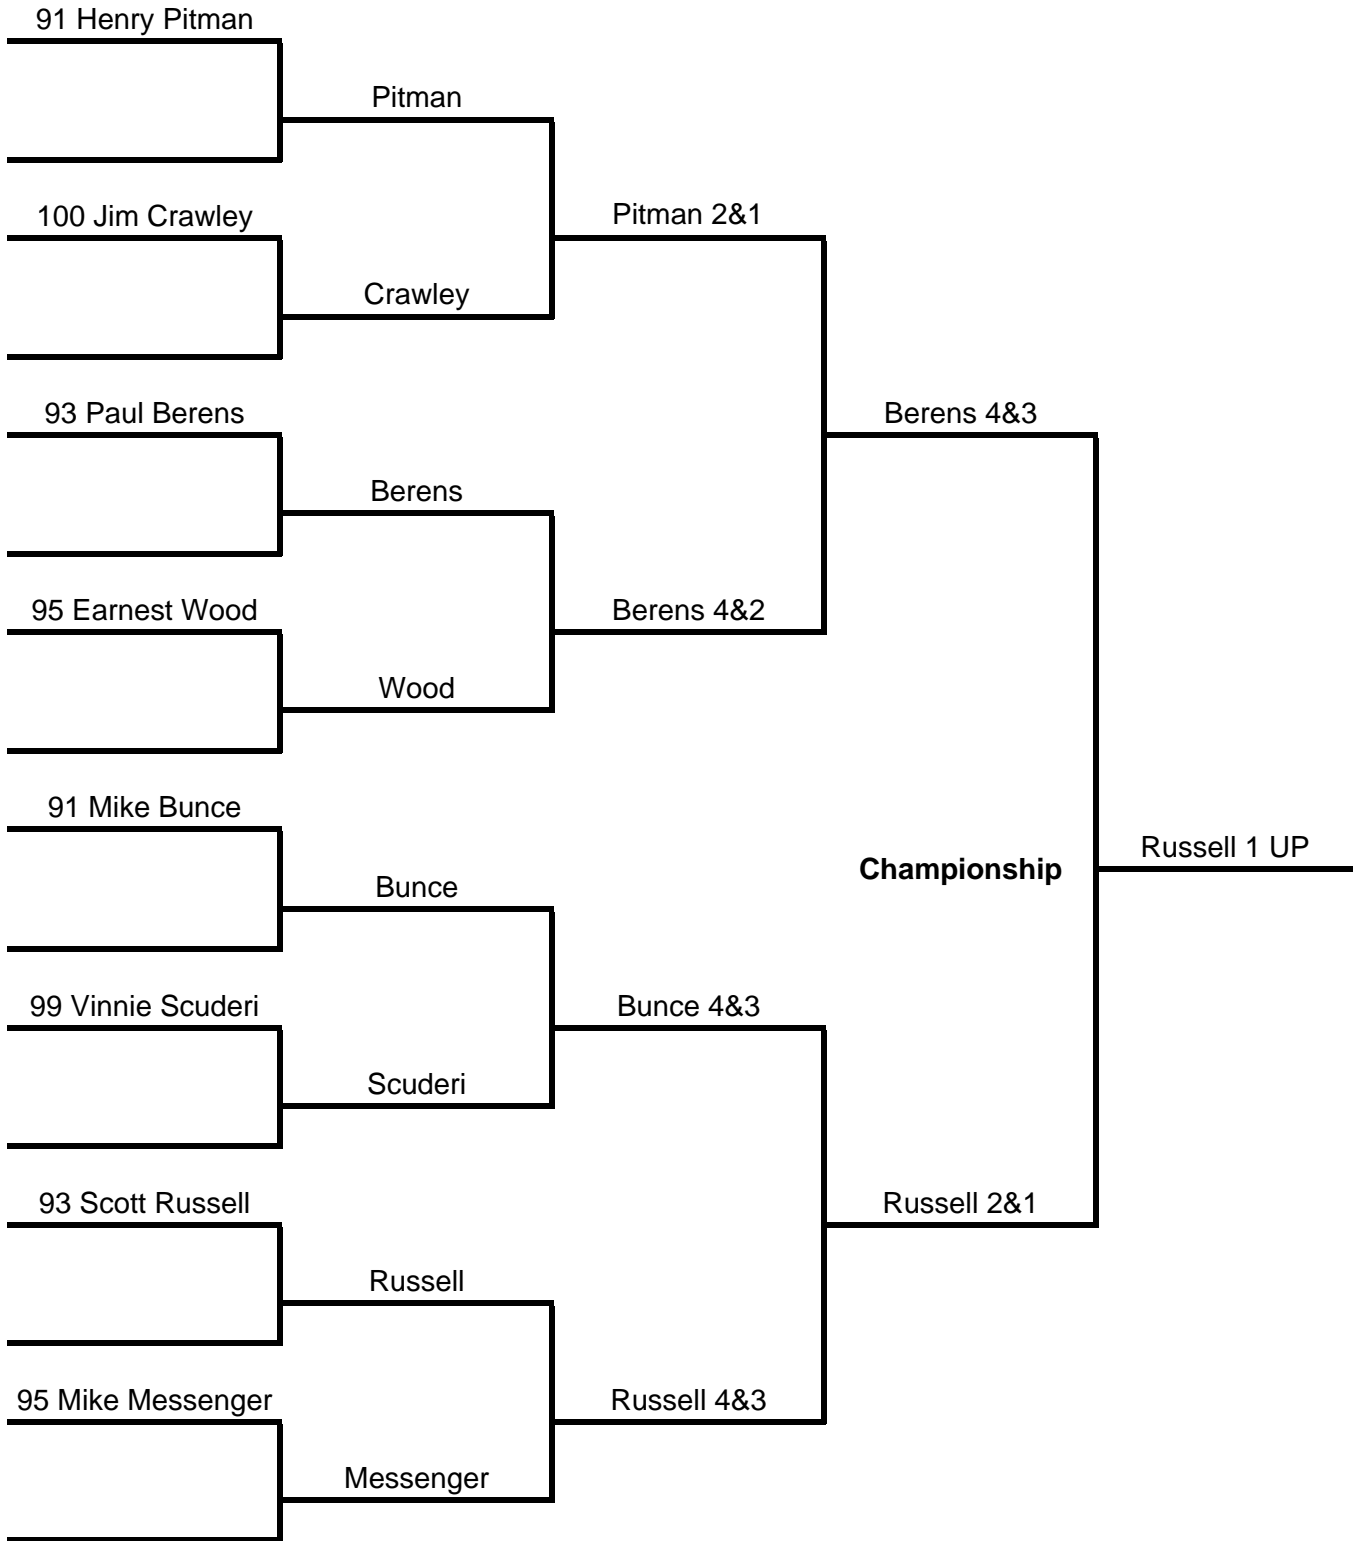 91 Henry Pitman
Pitman
100 Jim Crawley
Pitman 2&1
Crawley
93 Paul Berens
Berens 4&3
Berens
95 Earnest Wood
Berens 4&2
Wood
91 Mike Bunce
Russell 1 UP
Championship
Bunce
99 Vinnie Scuderi
Bunce 4&3
Scuderi
93 Scott Russell
Russell 2&1
Russell
95 Mike Messenger
Russell 4&3
Messenger